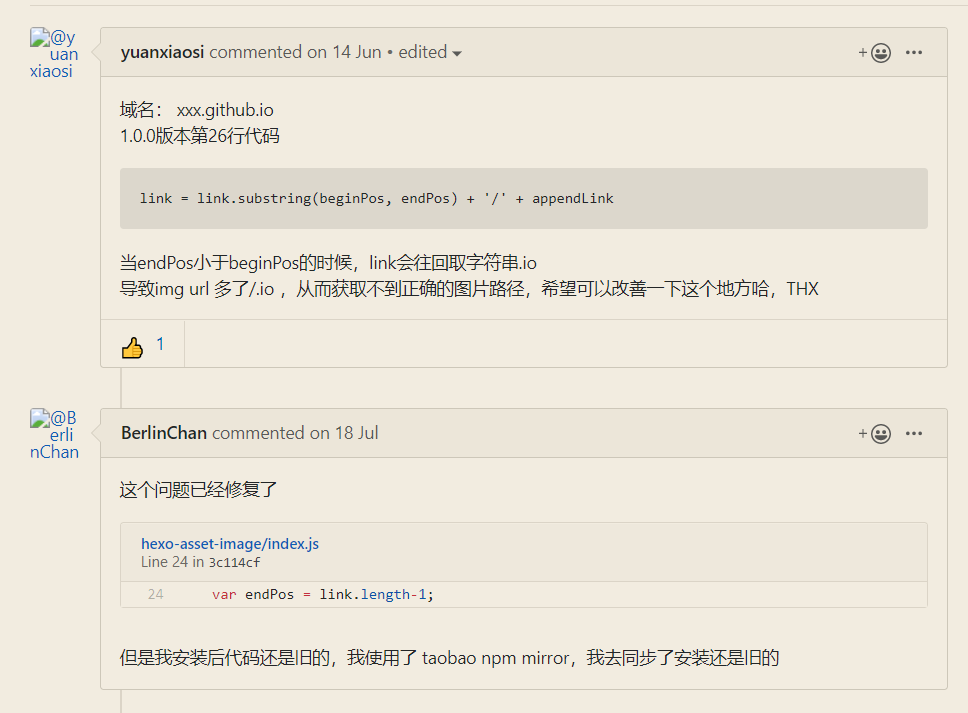 @y
uan
xiaosi
yuanxiaosi commented on 14 Jun • edited
域名： xxx.github.io
1.0.0版本第26行代码
link = link.substring(beginPos, endPos) + '/' + appendLink
当endPos小于beginPos的时候，link会往回取字符串.io
导致img url 多了/.io ，从而获取不到正确的图片路径，希望可以改善一下这个地方哈，THX
1
@B
erli
nChan
BerlinChan commented on 18 Jul
这个问题已经修复了
hexo-asset-image/index.js
Line 24 in 3c114cf
24 var endPos = link.length-1;
但是我安装后代码还是旧的，我使用了 taobao npm mirror，我去同步了安装还是旧的